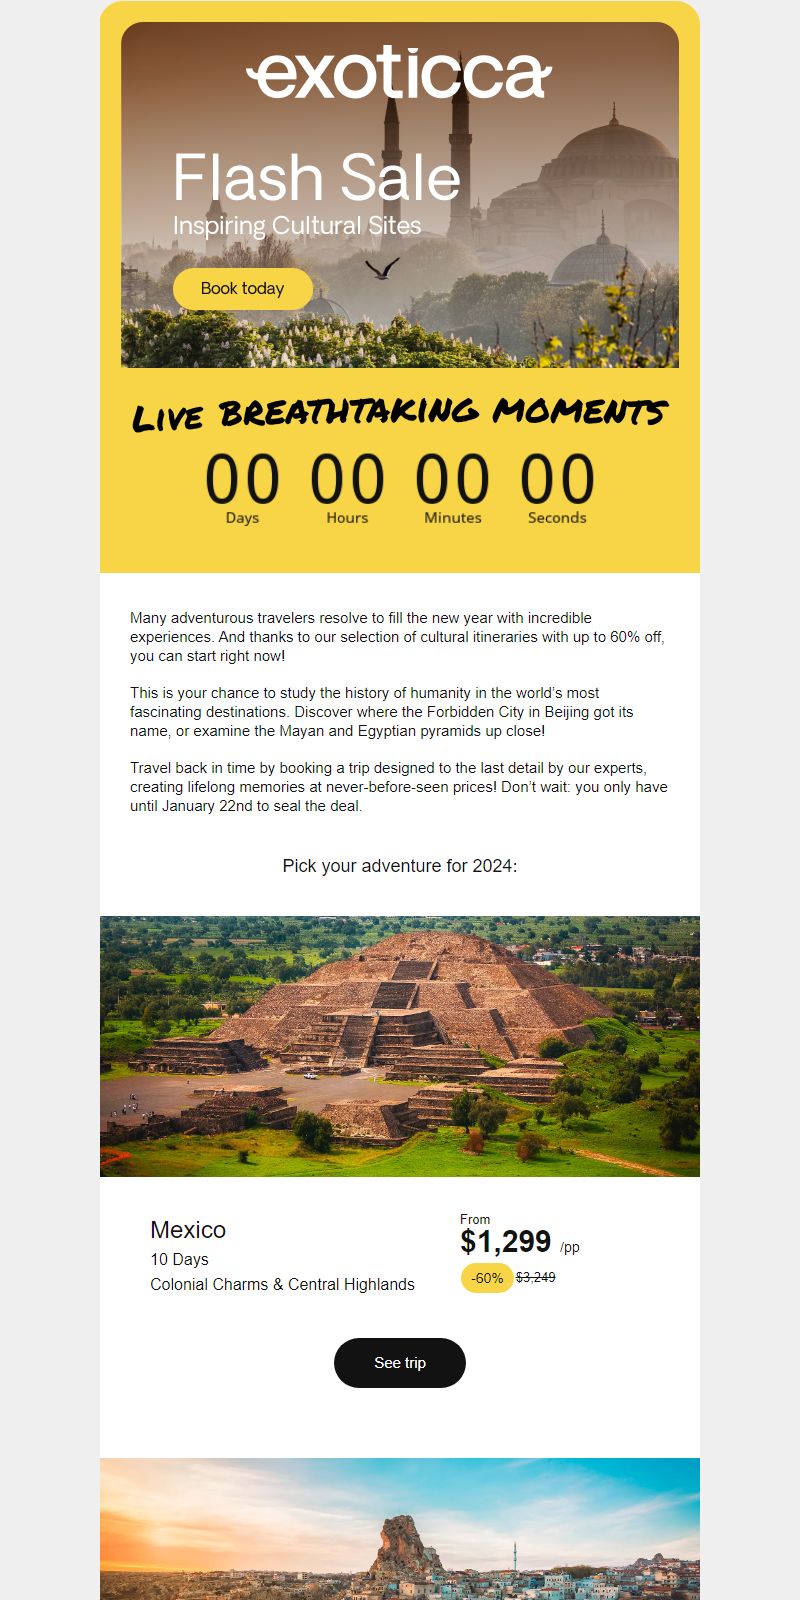 exoticca
Flash Sale
Inspiring Cultural Sites
Book today
LIVE BREATHTAKING MOMENTS
00 00 00 00
Days Hours Minutes Seconds
Many adventurous travelers resolve to fill the new year with incredible
experiences. And thanks to our selection of cultural itineraries with up to 60% off,
you can start right now!
This is your chance to study the history of humanity in the world’s most
fascinating destinations. Discover where the Forbidden City in Beijing got its
name, or examine the Mayan and Egyptian pyramids up close!
Travel back in time by booking a trip designed to the last detail by our experts,
creating lifelong memories at never-before-seen prices! Don’t wait: you only have
until January 22nd to seal the deal.
Pick your adventure for 2024:
Mexico
10 Days
Colonial Charms & Central Highlands
From
$1,299 /pp
-60% $3,249
See trip